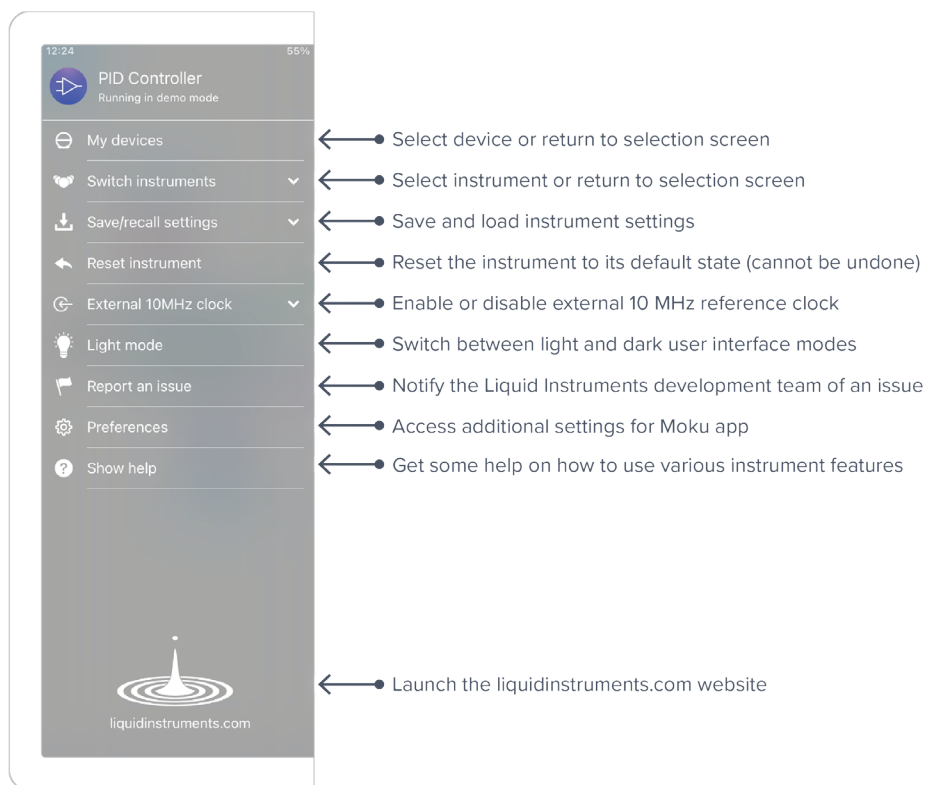 12:24 55%
PID Controller
Running in demo mode
My devices
Select device or return to selection screen
Switch instruments
Select instrument or return to selection screen
Save/recall settings
Save and load instrument settings
Reset instrument
Reset the instrument to its default state (cannot be undone)
External 10MHz clock
Enable or disable external 10 MHz reference clock
Light mode
Switch between light and dark user interface modes
Report an issue
Notify the Liquid Instruments development team of an issue
Preferences
Access additional settings for Moku app
? Show help
Get some help on how to use various instrument features
Launch the liquidinstruments.com website
liquidinstruments.com